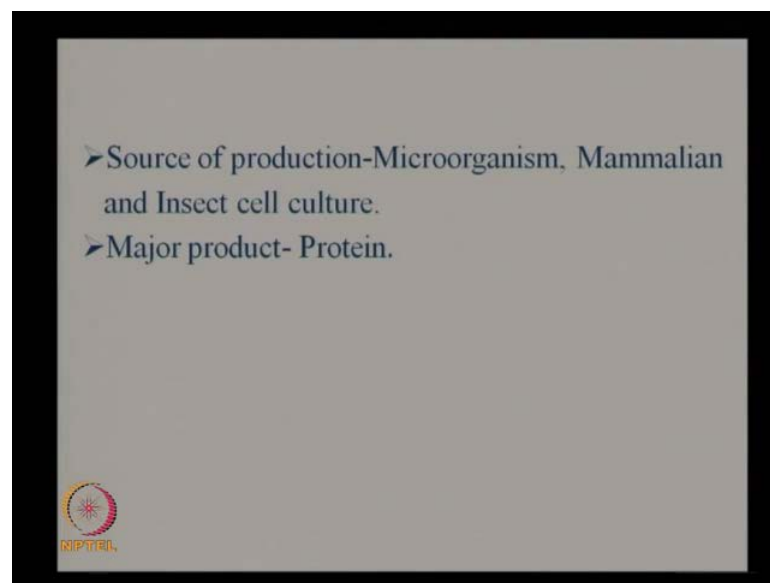 ➢Source of production-Microorganism, Mammalian
and Insect cell culture.
➢Major product- Protein.
NPTEL